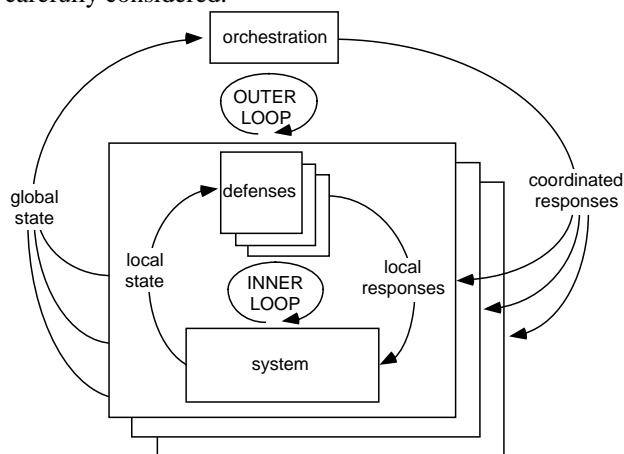 carefully considered.
orchestration
OUTER
LOOP
defenses
global
state
coordinated
responses
local
state
local
responses
INNER
LOOP
system